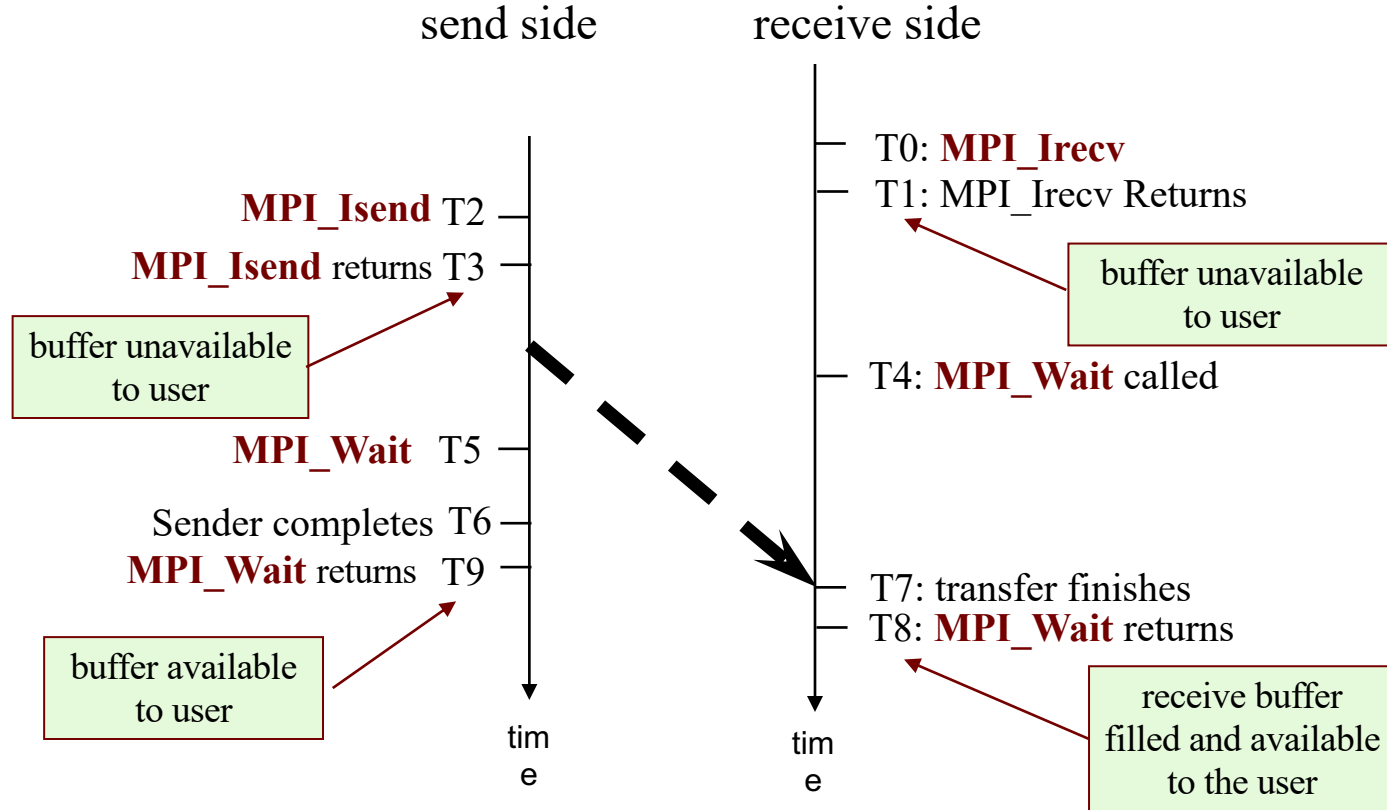 send side
receive side
T0: MPI_Irecv
T1: MPI_Irecv Returns
MPI_Isend T2
MPI_Isend returns T3
buffer unavailable
to user
buffer unavailable
to user
T4: MPI_Wait called
MPI_Wait T5
Sender completes T6
MPI_Wait returns T9
T7: transfer finishes
T8: MPI_Wait returns
buffer available
to user
receive buffer
filled and available
to the user
tim
e
tim
e